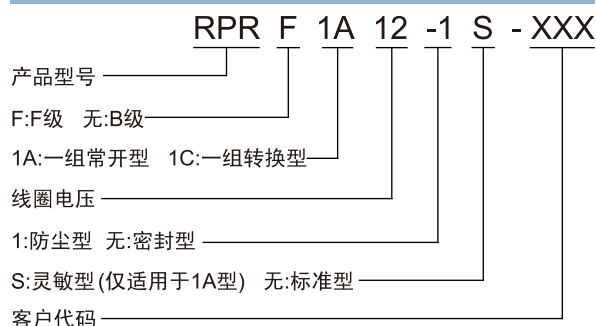 RPR F 1A 12 -1 S - XXX
产品型号
F:F级 无:B级
1A:一组常开型 1C:一组转换型
线圈电压
1:防尘型 无:密封型
S:灵敏型(仅适用于1A型) 无:标准型
客户代码